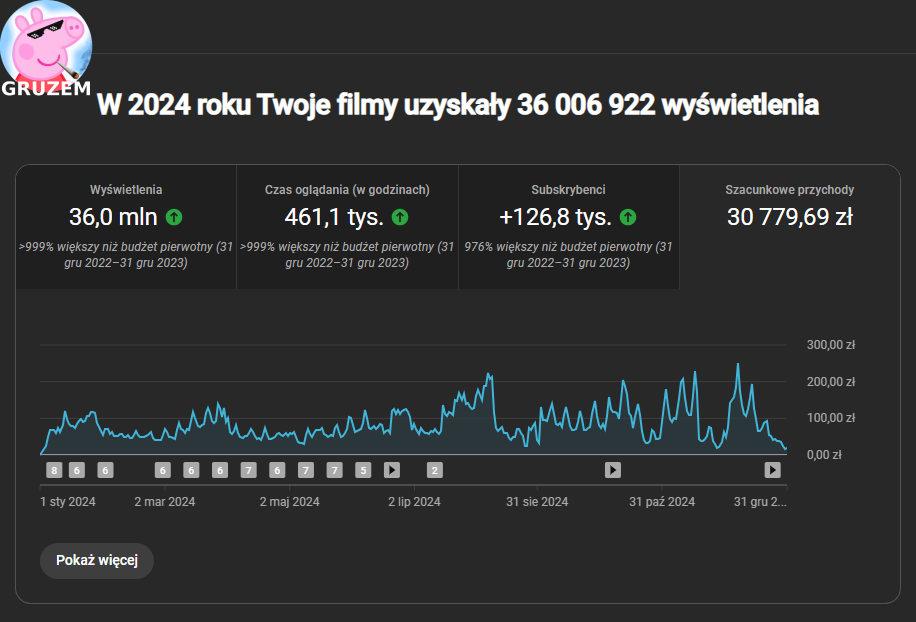 GRUZEM
W 2024 roku Twoje filmy uzyskały 36 006 922 wyświetlenia
Wyświetlenia
36,0 mln
>999% większy niż budżet pierwotny (31
gru 2022–31 gru 2023)
Czas oglądania (w godzinach)
461,1 tys.
>999% większy niż budżet pierwotny (31
gru 2022–31 gru 2023)
Subskrybenci
+126,8 tys.
976% większy niż budżet pierwotny (31
gru 2022–31 gru 2023)
Szacunkowe przychody
30 779,69 zł
300,00 zł
200,00 zł
100,00 zł
0,00 zł
8 6 6 6 6 6 7 6 7 7 5 2
1 sty 2024 2 mar 2024 2 maj 2024 2 lip 2024 31 sie 2024 31 paź 2024 31 gru 2...
Pokaż więcej